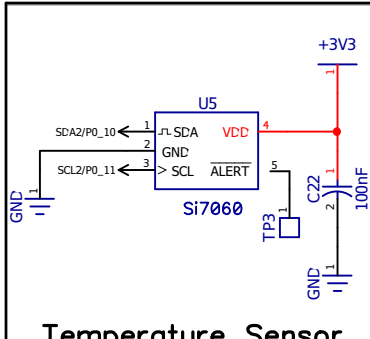 +3V3
1
U5
SDA2/P0_10
1
SDA
VDD
4
2
GND
SCL2/P0_11
3
> SCL
ALERT
5
Si7060
1
GND
TP3
1
C22
100nF
1
2
GND
1
Temperature Sensor